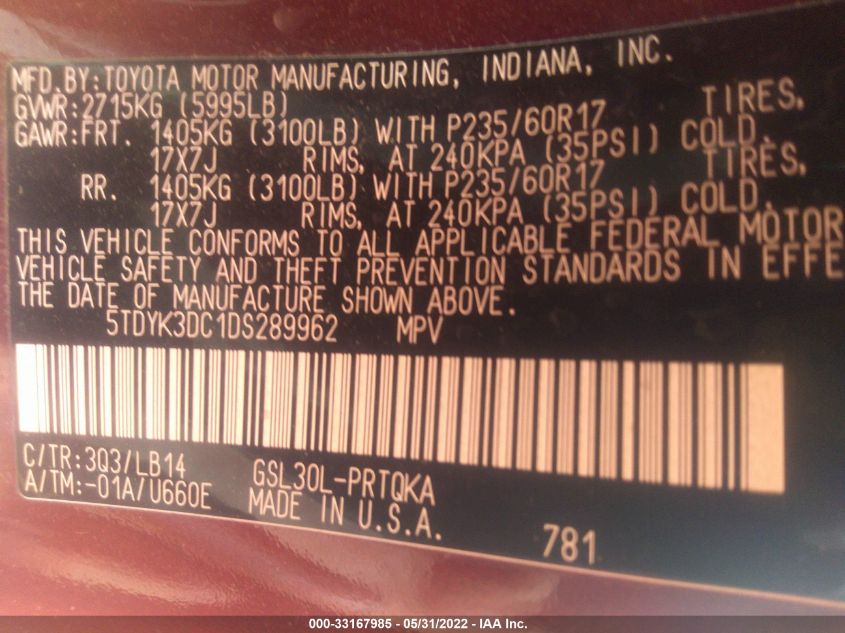 MFD.BY:TOYOTA MOTOR MANUFACTURING, INDIANA, INC.
GVWR:2715KG (5995LB)
GAWR:FRT. 1405KG (3100LB) WITH P235/60R17 TIRES,
17X7J RIMS, AT 240KPA (35PSI) COLD.
RR. 1405KG (3100LB) WITH P235/60R17 TIRES,
17X7J RIMS, AT 240KPA (35PSI) COLD.
THIS VEHICLE CONFORMS TO ALL APPLICABLE FEDERAL MOTOR
VEHICLE SAFETY AND THEFT PREVENTION STANDARDS IN EFFE
THE DATE OF MANUFACTURE SHOWN ABOVE.
5TDYK3DC1DS289962 MPV
C/TR:3Q3/LB14 GSL30L-PRTQKA
A/TM:-01A/U660E MADE IN U.S.A.
781
000-33167985 - 05/31/2022 - IAA Inc.